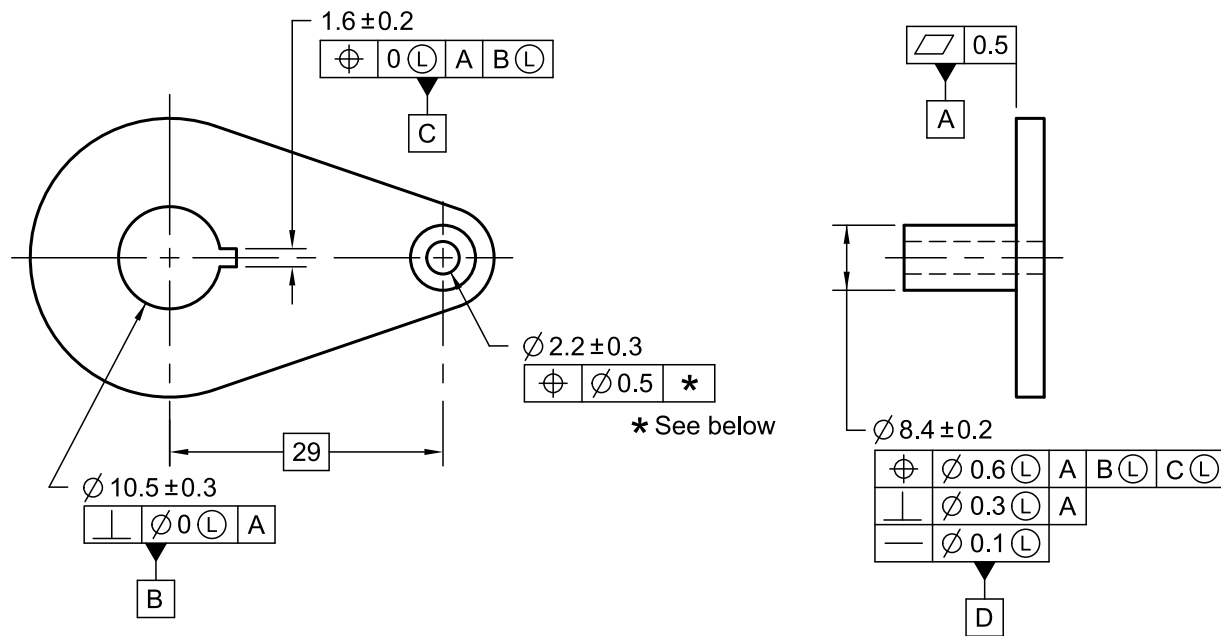 1.6 ±0.2
⌖ 0 Ⓛ A B Ⓛ
C
⏥ 0.5
A
29
∅ 2.2 ±0.3
⌖ ∅ 0.5 *
* See below
∅ 10.5 ±0.3
⟂ ∅ 0 Ⓛ A
B
∅ 8.4 ±0.2
⌖ ∅ 0.6 Ⓛ A B Ⓛ C Ⓛ
⟂ ∅ 0.3 Ⓛ A
⏤ ∅ 0.1 Ⓛ
D